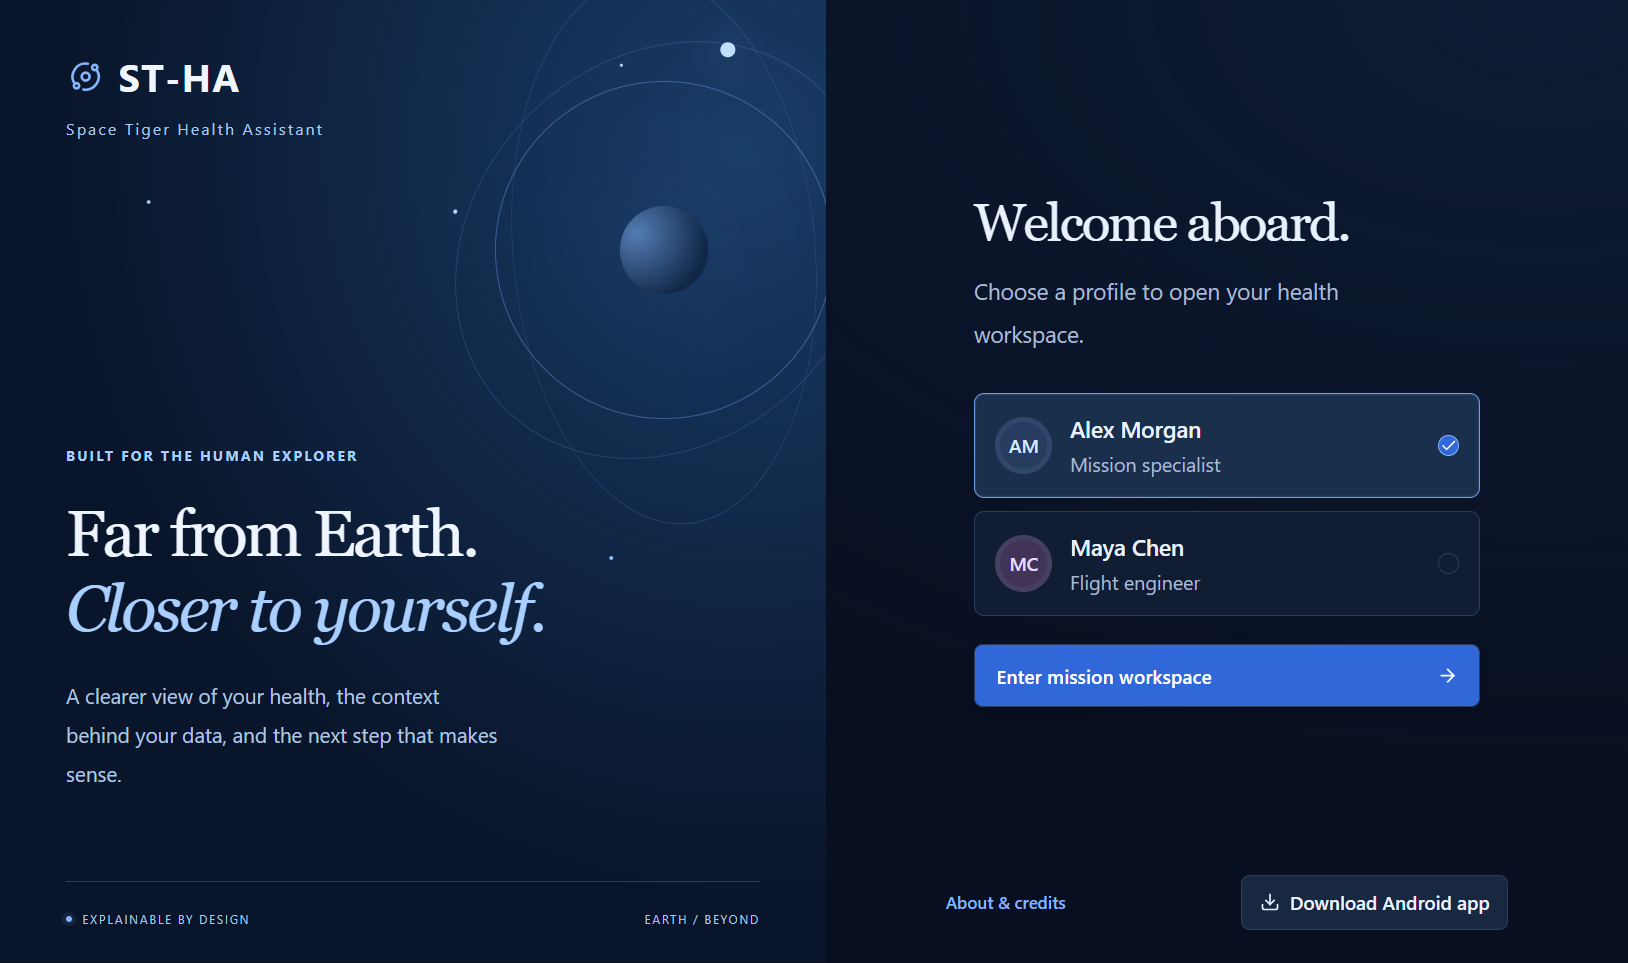 ST-HA
Space Tiger Health Assistant
BUILT FOR THE HUMAN EXPLORER
Far from Earth.
Closer to yourself.
A clearer view of your health, the context
behind your data, and the next step that makes
sense.
EXPLAINABLE BY DESIGN
EARTH / BEYOND
Welcome aboard.
Choose a profile to open your health
workspace.
AM
Alex Morgan
Mission specialist
MC
Maya Chen
Flight engineer
Enter mission workspace
About & credits
Download Android app